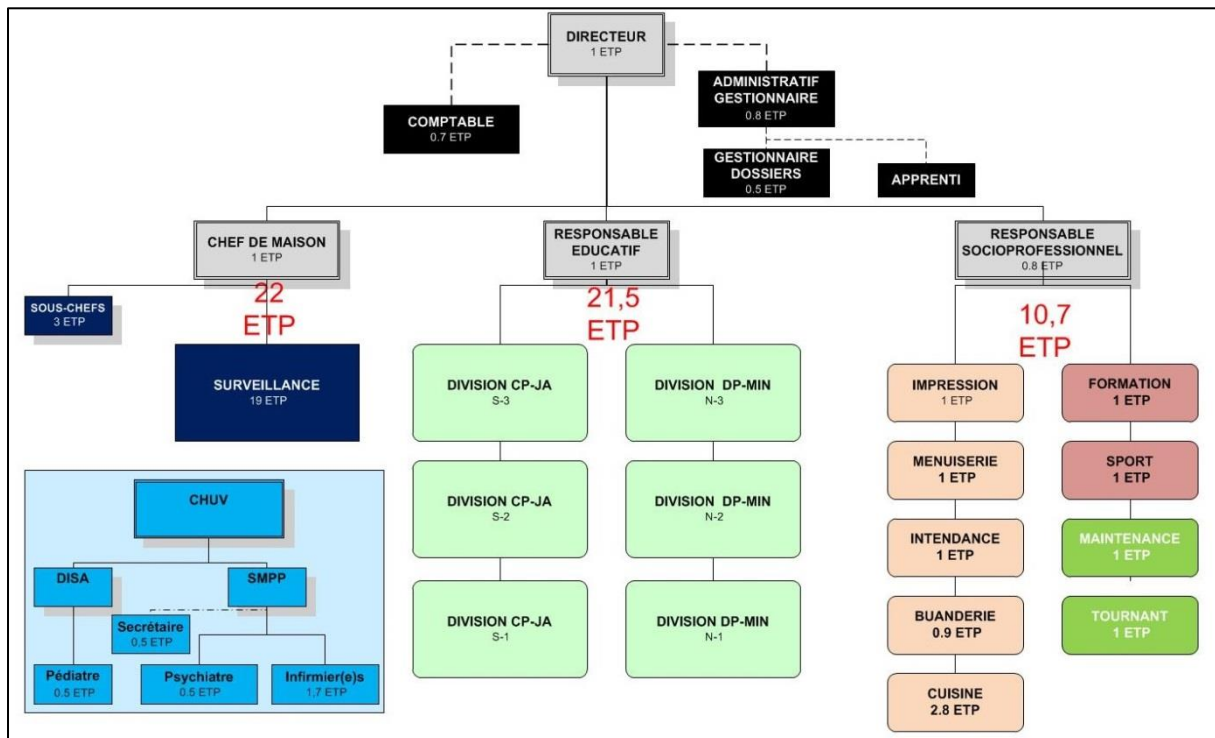 DIRECTEUR
1 ETP
COMPTABLE
0.7 ETP
ADMINISTRATIF
GESTIONNAIRE
0.8 ETP
GESTIONNAIRE
DOSSIERS
0.5 ETP
APPRENTI
CHEF DE MAISON
1 ETP
RESPONSABLE
EDUCATIF
1 ETP
RESPONSABLE
SOCIOPROFESSIONNEL
0.8 ETP
SOUS-CHEFS
3 ETP
22
ETP
SURVEILLANCE
19 ETP
21,5
ETP
DIVISION CP-JA
S-3
DIVISION DP-MIN
N-3
DIVISION CP-JA
S-2
DIVISION DP-MIN
N-2
DIVISION CP-JA
S-1
DIVISION DP-MIN
N-1
10,7
ETP
IMPRESSION
1 ETP
FORMATION
1 ETP
MENUISERIE
1 ETP
SPORT
1 ETP
INTENDANCE
1 ETP
MAINTENANCE
1 ETP
BUANDERIE
0.9 ETP
TOURNANT
1 ETP
CUISINE
2.8 ETP
CHUV
DISA
SMPP
Secrétaire
0,5 ETP
Pédiatre
0.5 ETP
Psychiatre
0.5 ETP
Infirmier(e)s
1,7 ETP